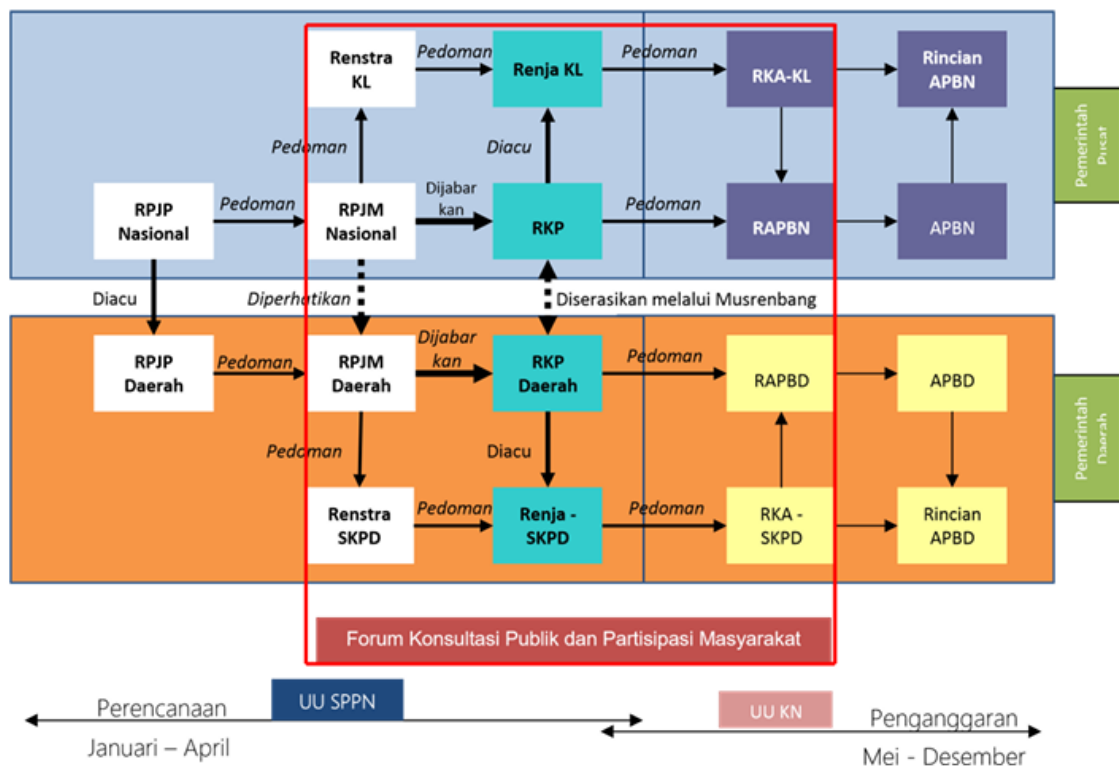 Renstra
KL
Pedoman
Renja KL
Pedoman
RKA-KL
Rincian
APBN
Pedoman
Diacu
RPJP
Nasional
Pedoman
RPJM
Nasional
Dijabar
kan
RKP
Pedoman
RAPBN
APBN
Pemerintah
Pusat
Diacu
Diperhatikan
Diserasikan melalui Musrenbang
RPJP
Daerah
Pedoman
RPJM
Daerah
Dijabar
kan
RKP
Daerah
Pedoman
RAPBD
APBD
Pemerintah
Daerah
Pedoman
Diacu
Renstra
SKPD
Pedoman
Renja -
SKPD
Pedoman
RKA -
SKPD
Rincian
APBD
Forum Konsultasi Publik dan Partisipasi Masyarakat
Perencanaan
UU SPPN
UU KN
Penganggaran
Januari – April
Mei - Desember